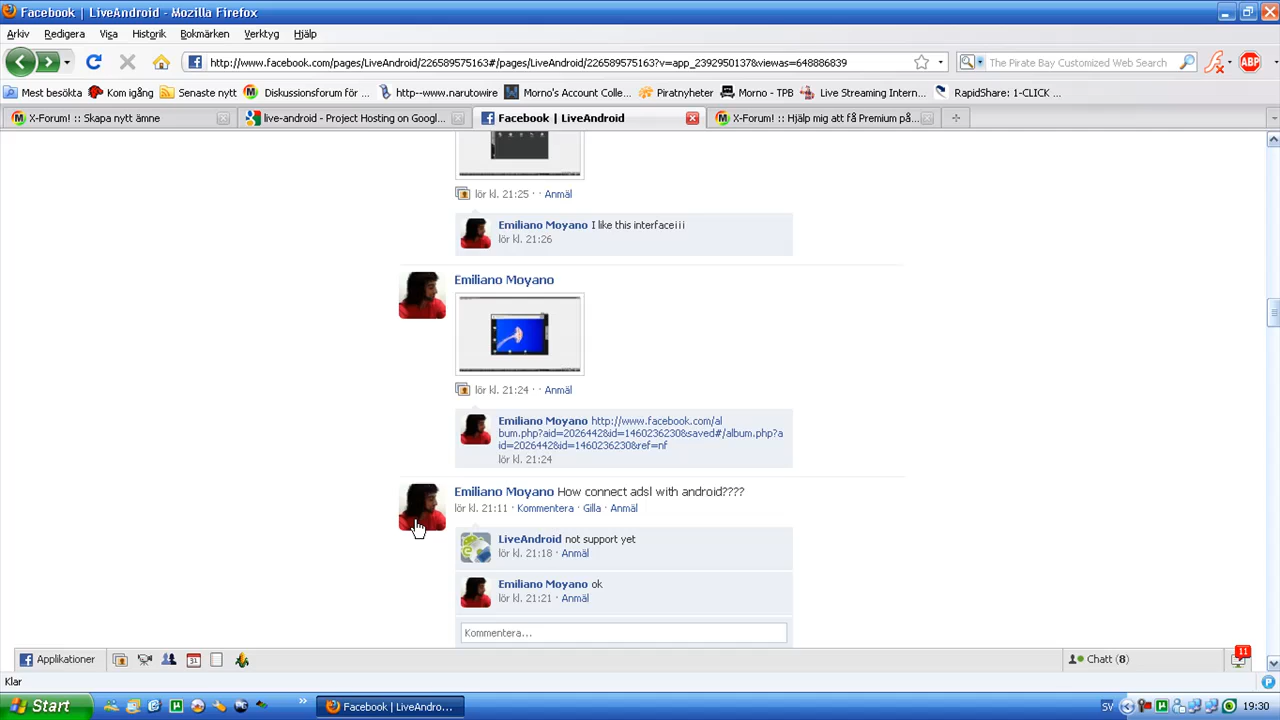 Facebook | LiveAndroid - Mozilla Firefox
Arkiv Redigera Visa Historik Bokmärken Verktyg Hjälp
http://www.facebook.com/pages/LiveAndroid/226589575163#/pages/LiveAndroid/226589575163?v=app_2392950137&viewas=648886839
The Pirate Bay Customized Web Search
ABP
Mest besökta Kom igång Senaste nytt Diskussionsforum för ... http--www.narutowire Morno's Account Colle... Piratnyheter Morno - TPB Live Streaming Intern... RapidShare: 1-CLICK ...
X-Forum! :: Skapa nytt ämne
live-android - Project Hosting on Googl...
Facebook | LiveAndroid
X-Forum! :: Hjälp mig att få Premium på...
lör kl. 21:25 · · Anmäl
Emiliano Moyano I like this interface¡¡¡
lör kl. 21:26
Emiliano Moyano
lör kl. 21:24 · · Anmäl
Emiliano Moyano http://www.facebook.com/al
bum.php?aid=2026442&id=1460236230&saved#/album.php?a
id=2026442&id=1460236230&ref=nf
lör kl. 21:24
Emiliano Moyano How connect adsl with android????
lör kl. 21:11 · Kommentera · Gilla · Anmäl
LiveAndroid not support yet
lör kl. 21:18 · Anmäl
Emiliano Moyano ok
lör kl. 21:21 · Anmäl
Kommentera...
Applikationer
31
Chatt (8)
11
Klar
Start
Facebook | LiveAndro...
SV
19:30